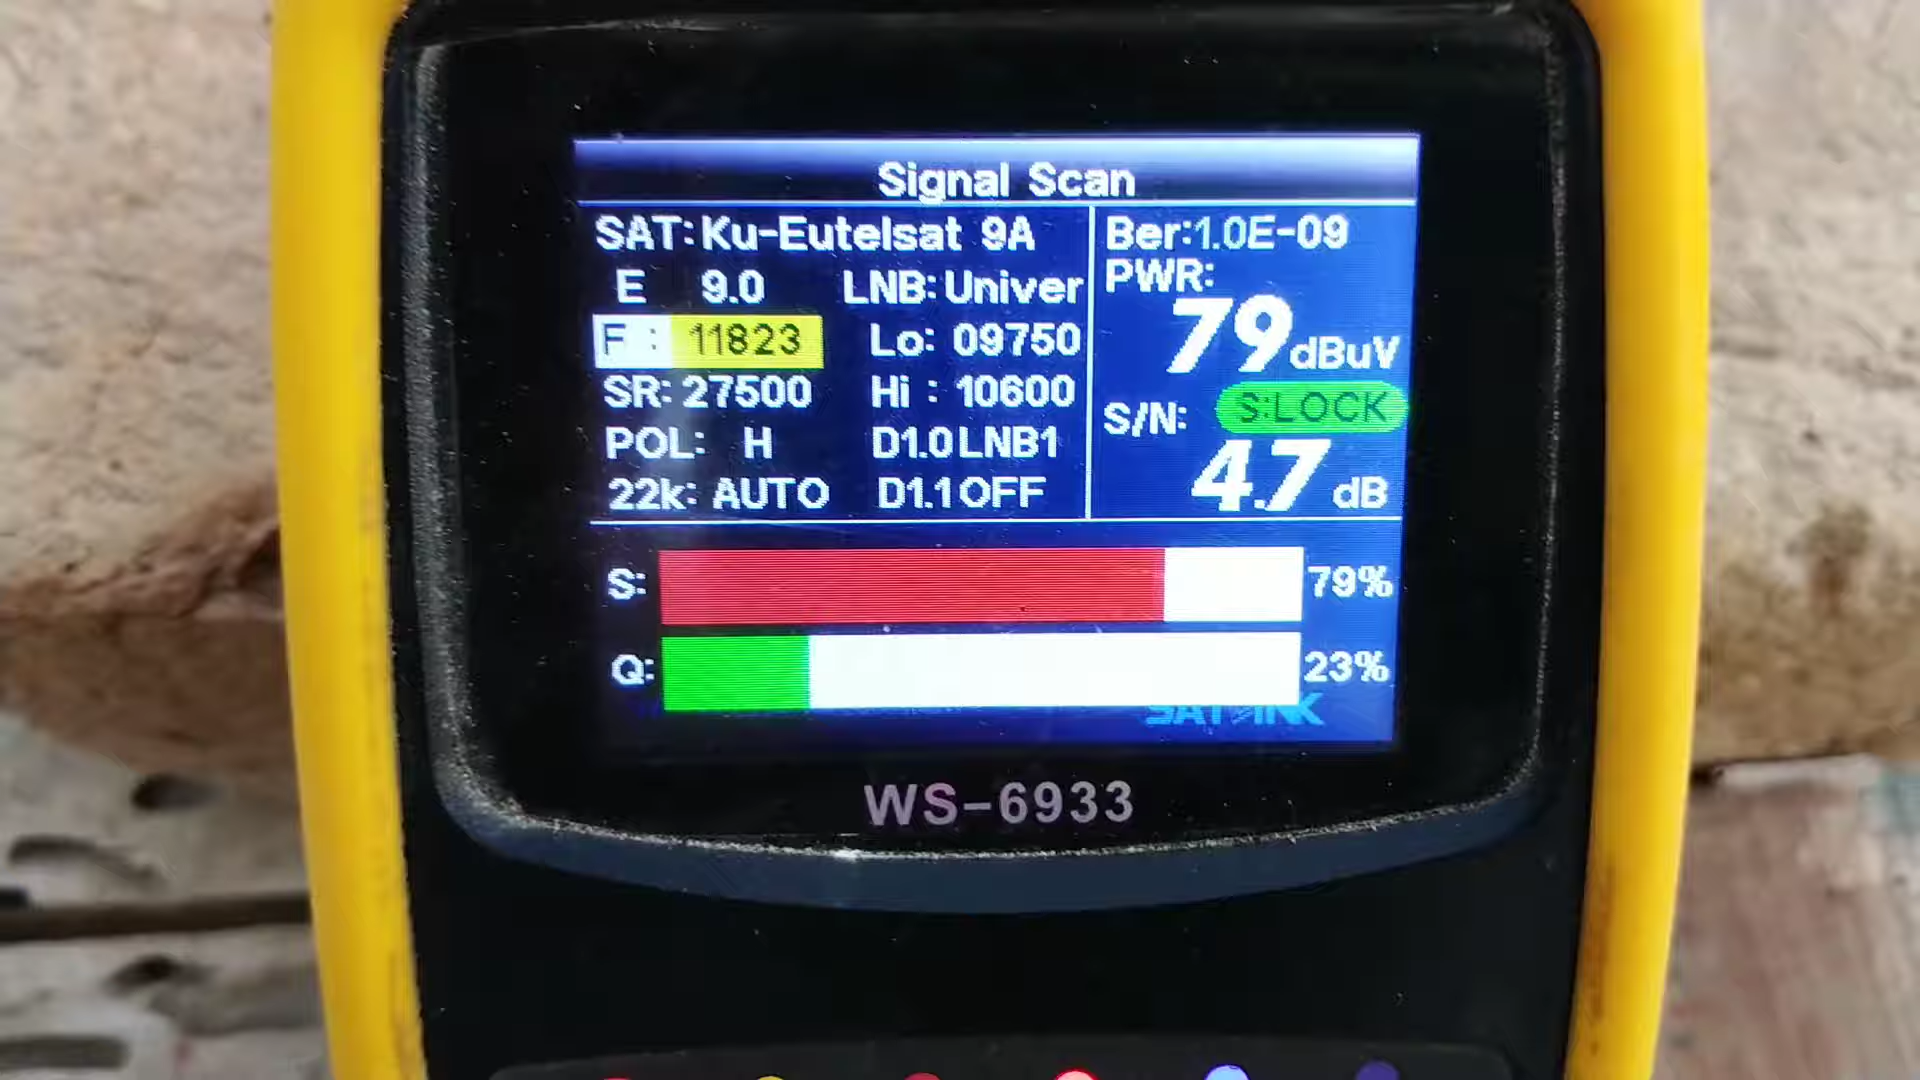 Signal Scan
SAT: Ku-Eutelsat 9A
E 9.0 LNB: Univer
F : 11823 Lo: 09750
SR: 27500 Hi : 10600
POL: H D1.0 LNB1
22k: AUTO D1.1 OFF
Ber:1.0E-09
PWR:
79 dBuV
S:LOCK
S/N:
4.7 dB
S: 79%
Q: 23%
SATLINK
WS-6933